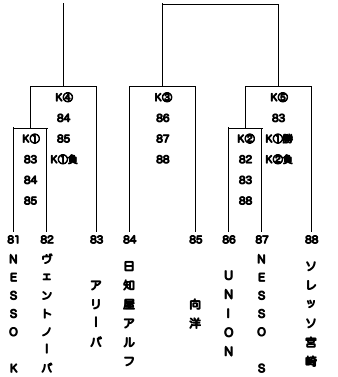 K④
84
85
K①負
K③
86
87
88
K⑤
83
K①勝
K②負
K①
83
84
85
K②
82
83
88
81
82
83
84
85
86
87
88
NESSO K
ヴェントノーバ
アリーバ
日知屋アルフ
向洋
UNION
NESSO S
ソレッソ宮崎